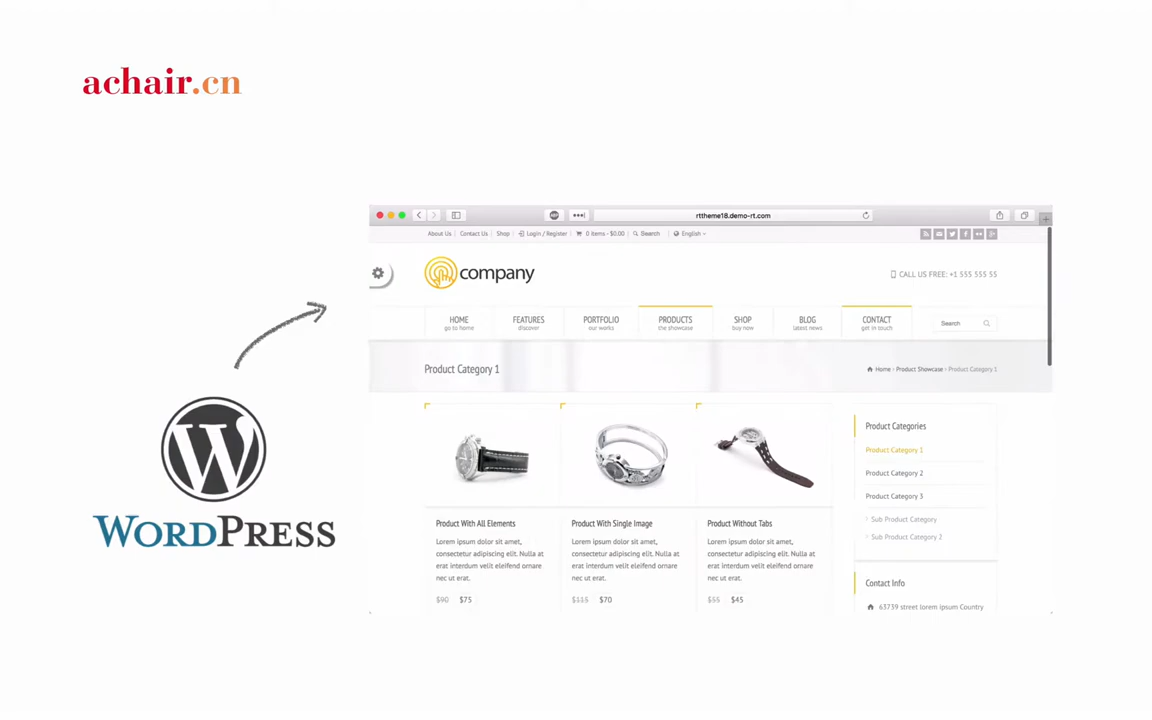 achair.cn
rttheme18.demo-rt.com
About Us Contact Us Shop Login / Register 0 items - $0.00 Search English
company
CALL US FREE: +1 555 555 55
HOME FEATURES PORTFOLIO PRODUCTS SHOP BLOG CONTACT Search
go to home discover our works the showcase buy now latest news get in touch
Product Category 1
Home › Product Showcase › Product Category 1
Product Categories
Product Category 1
Product Category 2
Product Category 3
Sub Product Category
Sub Product Category 2
WORDPRESS
Product With All Elements
Lorem ipsum dolor sit amet,
consectetur adipiscing elit. Nulla at
erat interdum velit eleifend ornare
nec ut erat.
$90 $75
Product With Single Image
Lorem ipsum dolor sit amet,
consectetur adipiscing elit. Nulla at
erat interdum velit eleifend ornare
nec ut erat.
$115 $70
Product Without Tabs
Lorem ipsum dolor sit amet,
consectetur adipiscing elit. Nulla at
erat interdum velit eleifend ornare
nec ut erat.
$55 $45
Contact Info
63739 street lorem ipsum Country